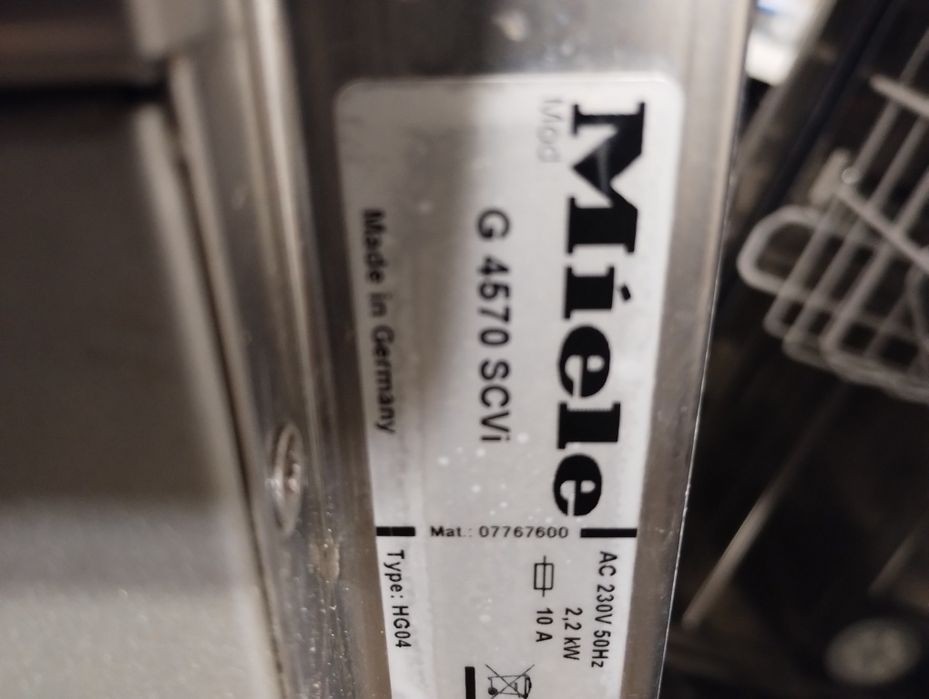 Miele
Mod
G 4570 SCVi
Made in Germany
Mat.: 07767600
AC 230V 50Hz
2,2 kW
10 A
Type: HG04